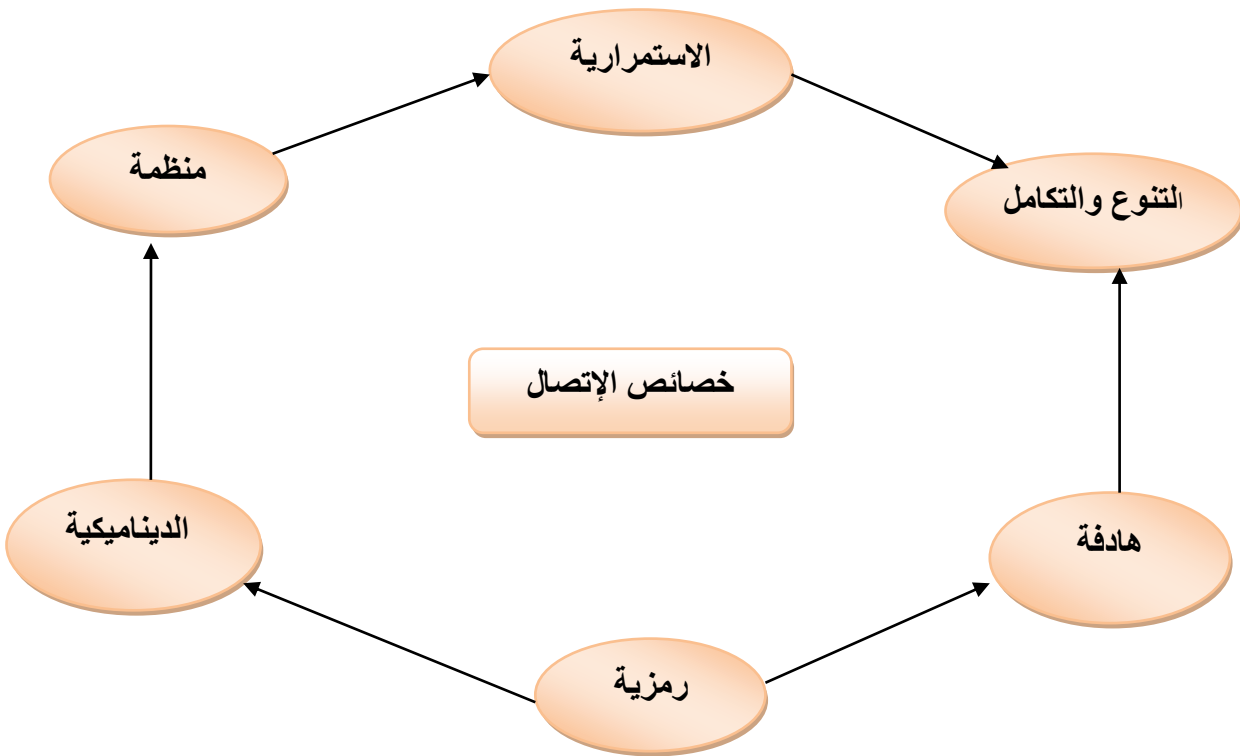 الاستمرارية
منظمة
التنوع والتكامل
خصائص الإتصال
الديناميكية
هادفة
رمزية